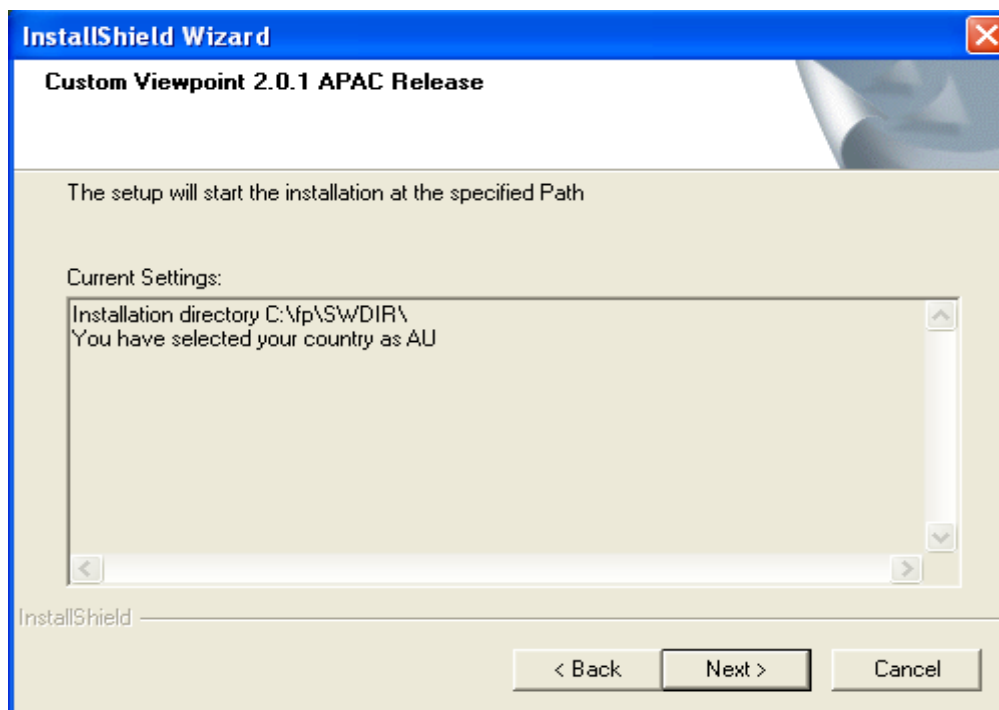 InstallShield Wizard
Custom Viewpoint 2.0.1 APAC Release
The setup will start the installation at the specified Path
Current Settings:
Installation directory C:\fp\SWDIR\
You have selected your country as AU
InstallShield
< Back
Next >
Cancel